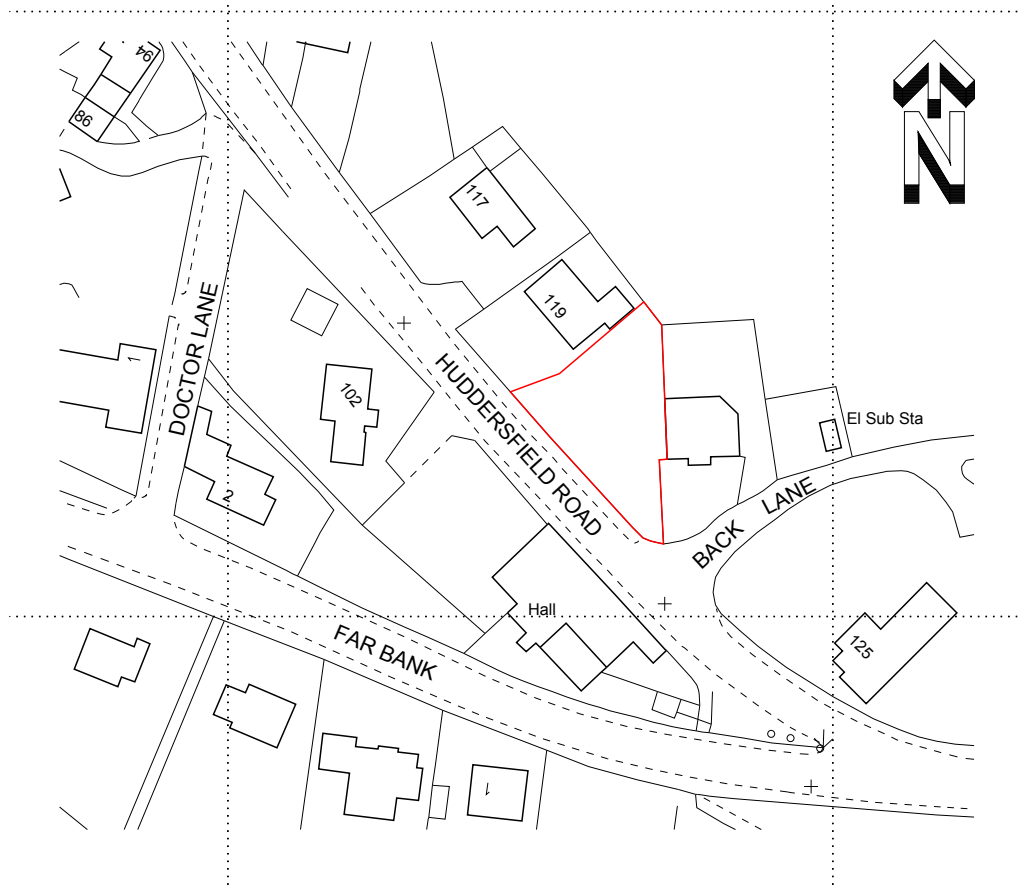 94
86
N
117
119
1
DOCTOR LANE
102
HUDDERSFIELD ROAD
El Sub Sta
2
BACK LANE
Hall
FAR BANK
125
1